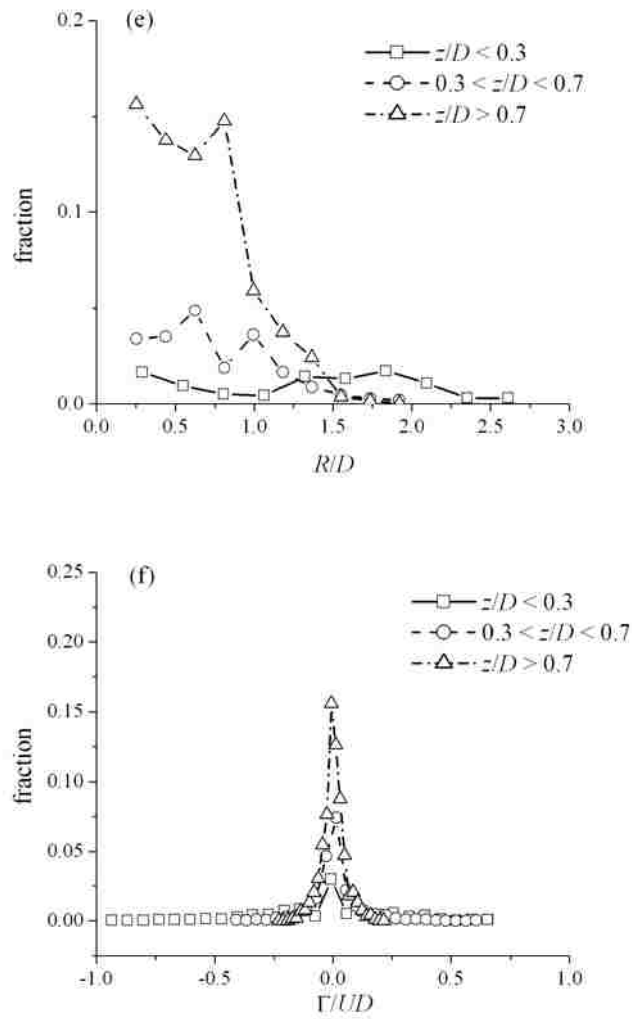 (e)
z/D < 0.3
0.3 < z/D < 0.7
z/D > 0.7
0.2
0.1
0.0
fraction
0.0 0.5 1.0 1.5 2.0 2.5 3.0
R/D
(f)
z/D < 0.3
0.3 < z/D < 0.7
z/D > 0.7
0.25
0.20
0.15
0.10
0.05
0.00
fraction
-1.0 -0.5 0.0 0.5 1.0
Γ/UD